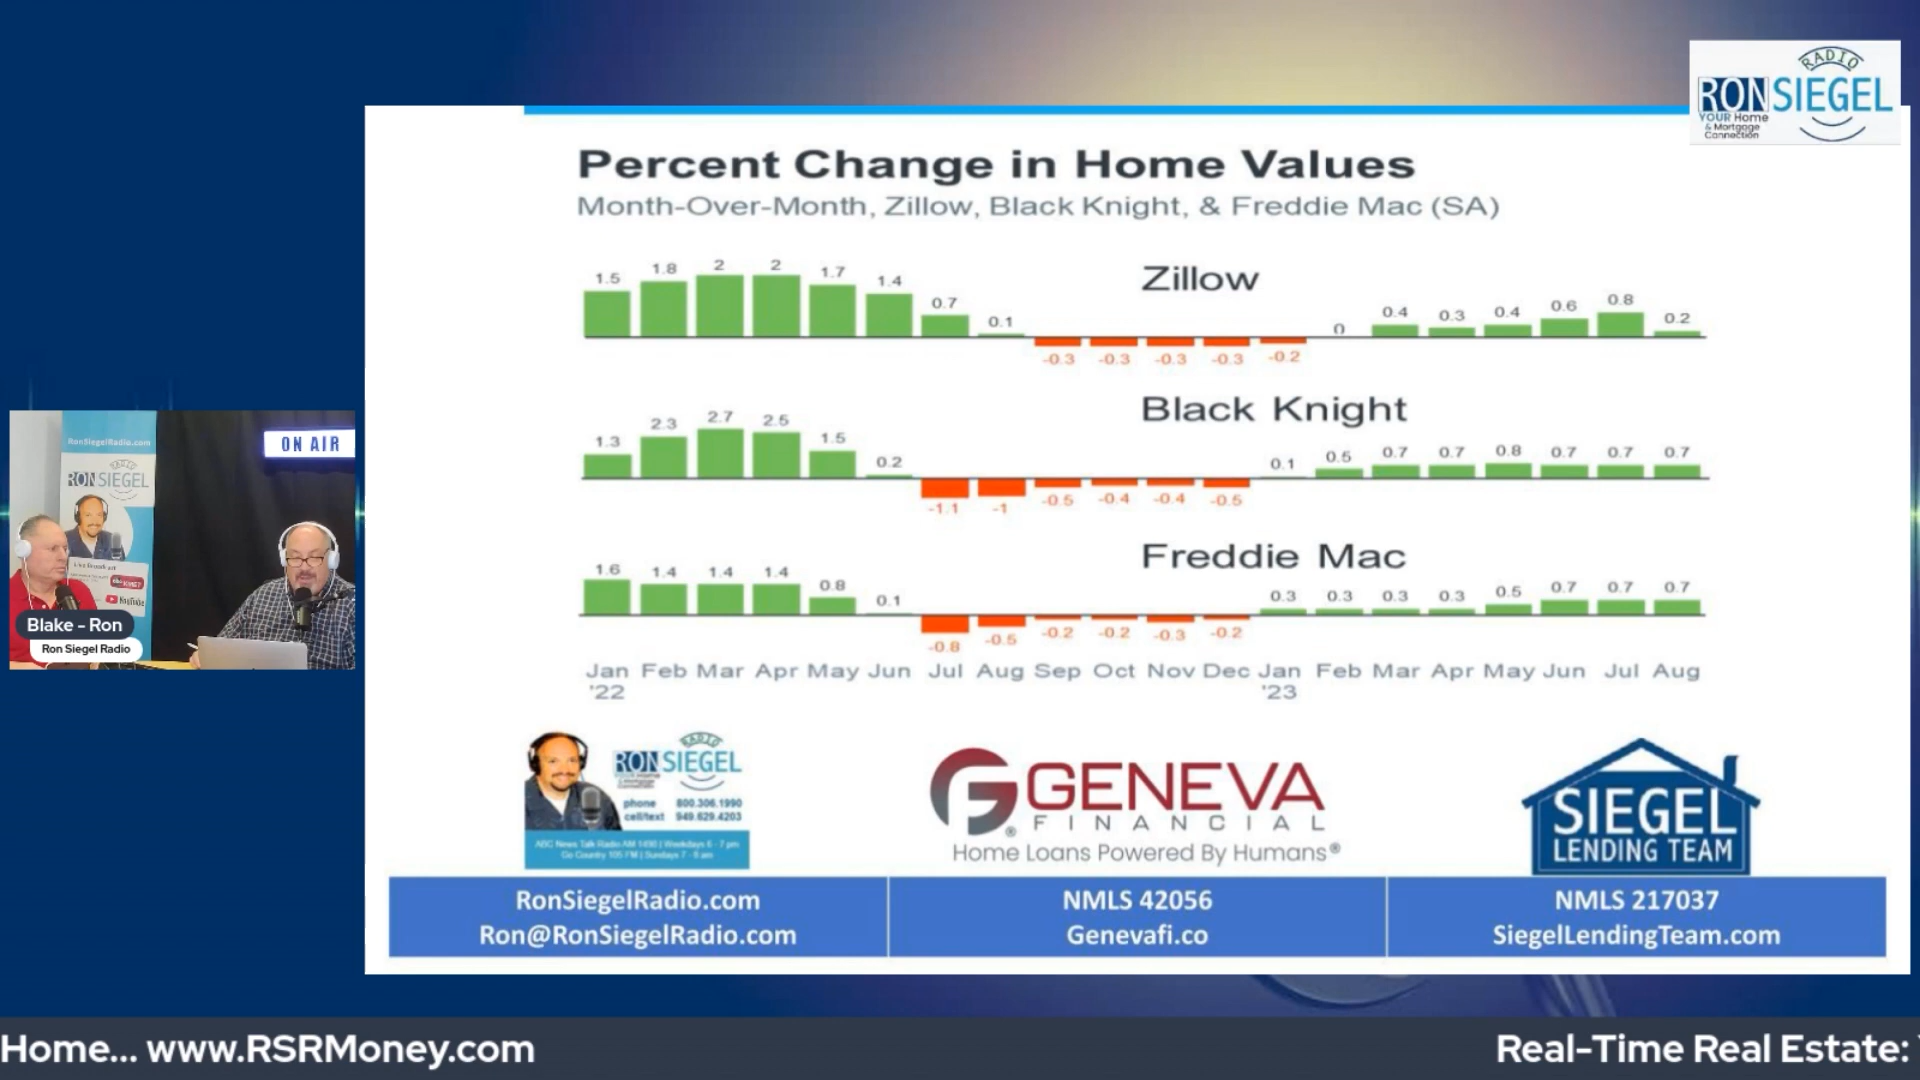 RADIO
RON SIEGEL
YOUR Home
& Mortgage
Connection
Percent Change in Home Values
Month-Over-Month, Zillow, Black Knight, & Freddie Mac (SA)
Zillow
1.5 1.8 2 2 1.7 1.4 0.7 0.1 -0.3 -0.3 -0.3 -0.3 -0.2 0 0.4 0.3 0.4 0.6 0.8 0.2
Black Knight
1.3 2.3 2.7 2.5 1.5 0.2 -1.1 -1 -0.5 -0.4 -0.4 -0.5 0.1 0.5 0.7 0.7 0.8 0.7 0.7 0.7
Freddie Mac
1.6 1.4 1.4 1.4 0.8 0.1 -0.8 -0.5 -0.2 -0.2 -0.3 -0.2 0.3 0.3 0.3 0.3 0.5 0.7 0.7 0.7
Jan Feb Mar Apr May Jun Jul Aug Sep Oct Nov Dec Jan Feb Mar Apr May Jun Jul Aug
'22 '23
RonSiegelRadio.com
RADIO
RON SIEGEL
ON AIR
Live Broadcast
YouTube
Blake - Ron
Ron Siegel Radio
RADIO
RON SIEGEL
phone 800.306.1990
cell/text 949.629.4203
ABC News Talk Radio AM 1490 | Weekdays 6 - 7 pm
Go Country 105 FM | Sundays 7 - 8 am
GENEVA
FINANCIAL
Home Loans Powered By Humans®
SIEGEL
LENDING TEAM
RonSiegelRadio.com
Ron@RonSiegelRadio.com
NMLS 42056
Genevafi.co
NMLS 217037
SiegelLendingTeam.com
Home... www.RSRMoney.com
Real-Time Real Estate: